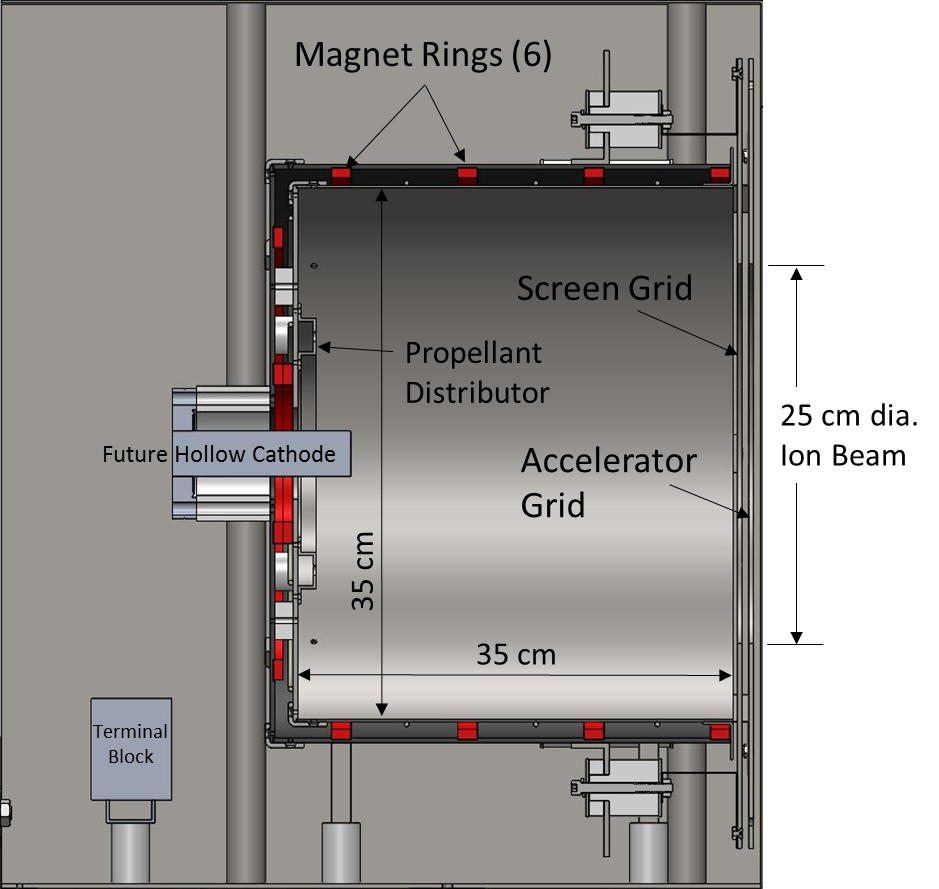 Magnet Rings (6)
Screen Grid
Propellant
Distributor
25 cm dia.
Ion Beam
Future Hollow Cathode
Accelerator
Grid
35 cm
35 cm
Terminal
Block